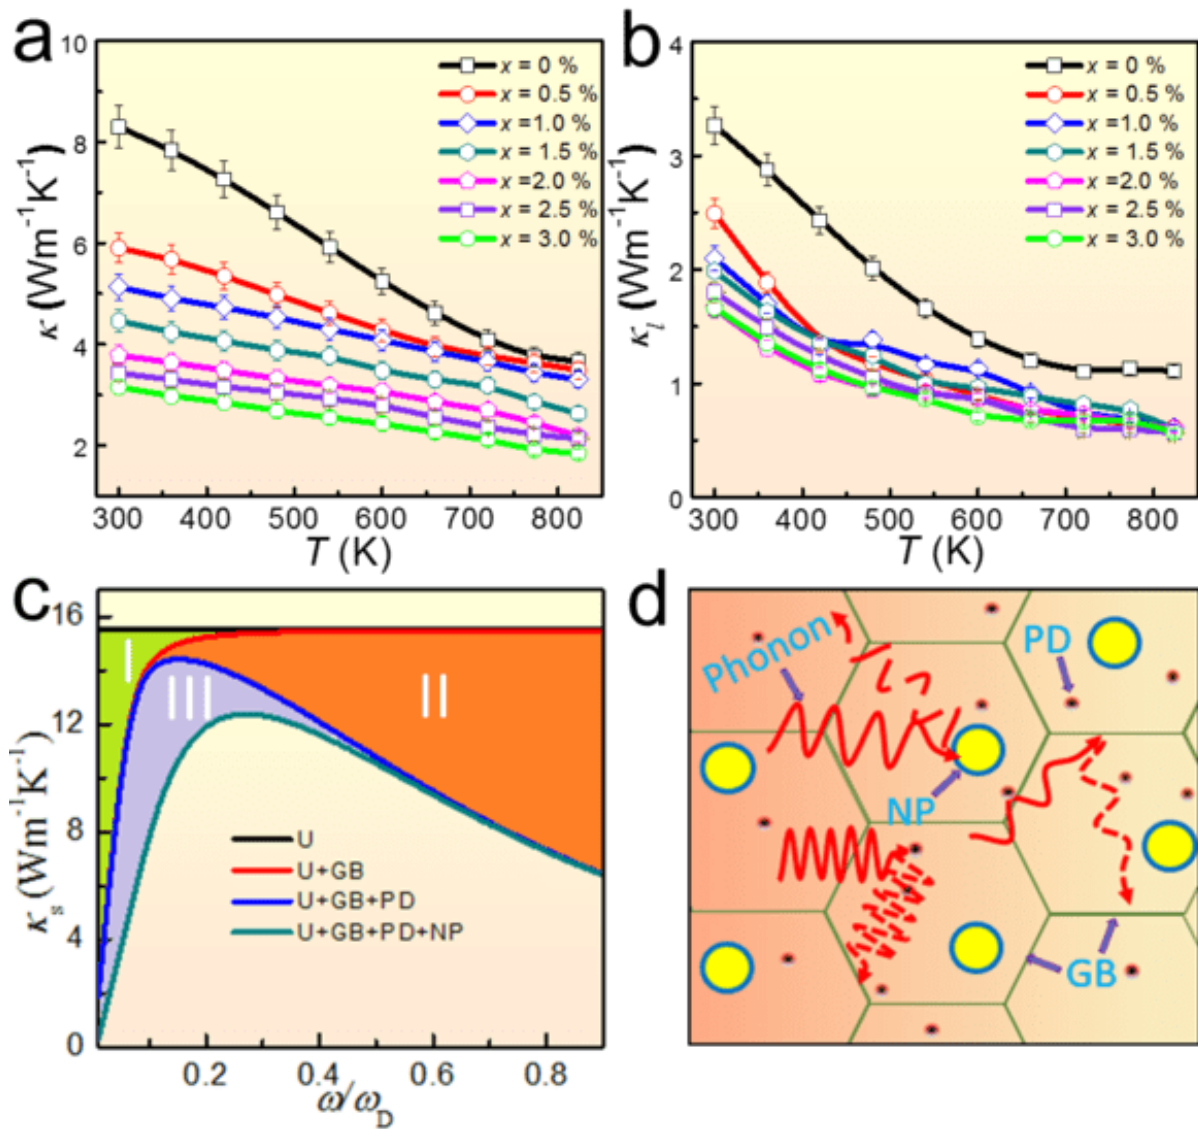 a
10
8
6
4
2
κ (Wm⁻¹K⁻¹)
x = 0 %
x = 0.5 %
x =1.0 %
x = 1.5 %
x =2.0 %
x = 2.5 %
x = 3.0 %
300 400 500 600 700 800
T (K)
b
4
3
2
1
0
κₗ (Wm⁻¹K⁻¹)
x = 0 %
x = 0.5 %
x =1.0 %
x = 1.5 %
x =2.0 %
x = 2.5 %
x = 3.0 %
300 400 500 600 700 800
T (K)
c
16
12
8
4
0
κₛ (Wm⁻¹K⁻¹)
I
II
III
U
U+GB
U+GB+PD
U+GB+PD+NP
0.2 0.4 0.6 0.8
ω/ω_D
d
Phonon
PD
NP
GB